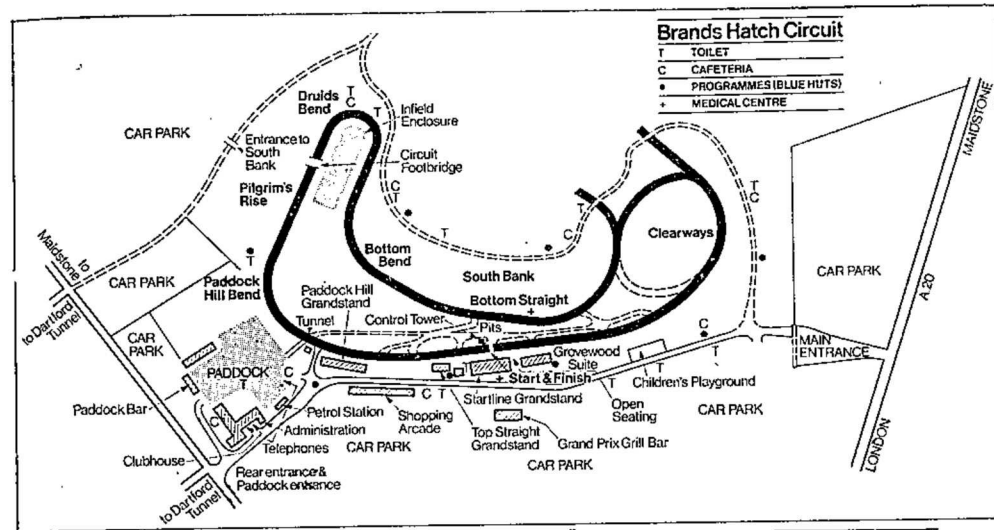 Brands Hatch Circuit
T TOILET
C CAFETERIA
• PROGRAMMES (BLUE HUTS)
+ MEDICAL CENTRE
Druids
Bend
T
C
T
Infield
Enclosure
CAR PARK
Entrance to
South
Bank
Circuit
Footbridge
Pilgrim's
Rise
C
T
T
T
C
T
C
Clearways
MAIDSTONE
A 20
LONDON
CAR PARK
Maidstone
to
to Dartford
Tunnel
T
Paddock
Hill Bend
Bottom
Bend
South Bank
Bottom Straight
+
CAR PARK
CAR
PARK
Paddock Hill
Grandstand
Tunnel
Control Tower
Pits
C
T
MAIN
ENTRANCE
PADDOCK
T
C
Grovewood
Suite
T
+ Start & Finish
Startline Grandstand
Children's Playground
T
T
Open
Seating
CAR PARK
Paddock Bar
C
Petrol Station
Administration
Telephones
Shopping
Arcade
C T
Top Straight
Grandstand
Grand Prix Grill Bar
CAR PARK
CAR PARK
Clubhouse
Rear entrance &
Paddock entrance
to Dartford
Tunnel